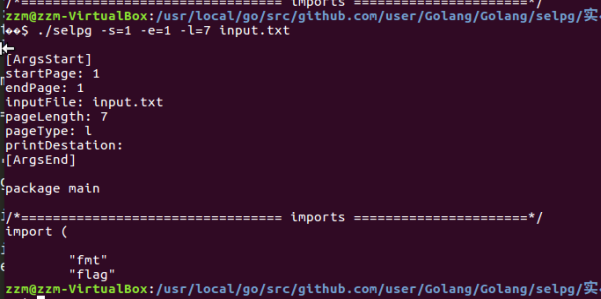 /*================================ imports ======================*/
zzm@zzm-VirtualBox:/usr/local/go/src/github.com/user/Golang/Golang/selpg/实
$ ./selpg -s=1 -e=1 -l=7 input.txt
[ArgsStart]
startPage: 1
endPage: 1
inputFile: input.txt
pageLength: 7
pageType: l
printDestation:
[ArgsEnd]
package main
/*================================ imports ======================*/
import (
"fmt"
"flag"
zzm@zzm-VirtualBox:/usr/local/go/src/github.com/user/Golang/Golang/selpg/实